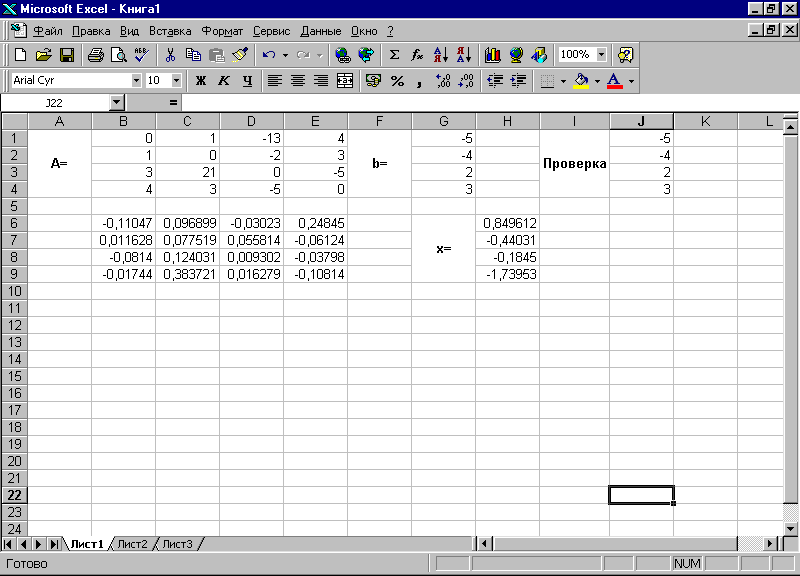 Microsoft Excel - Книга1
Файл Правка Вид Вставка Формат Сервис Данные Окно ?
100%
Arial Cyr 10 Ж К Ч % ,
J22 =
A B C D E F G H I J K L
1 0 1 -13 4 -5 -5
2 1 0 -2 3 -4 -4
A= b= Проверка
3 3 21 0 -5 2 2
4 4 3 -5 0 3 3
5
6 -0,11047 0,096899 -0,03023 0,24845 0,849612
7 0,011628 0,077519 0,055814 -0,06124 -0,44031
x=
8 -0,0814 0,124031 0,009302 -0,03798 -0,1845
9 -0,01744 0,383721 0,016279 -0,10814 -1,73953
10
11
12
13
14
15
16
17
18
19
20
21
22
23
24
Лист1 Лист2 Лист3
Готово NUM